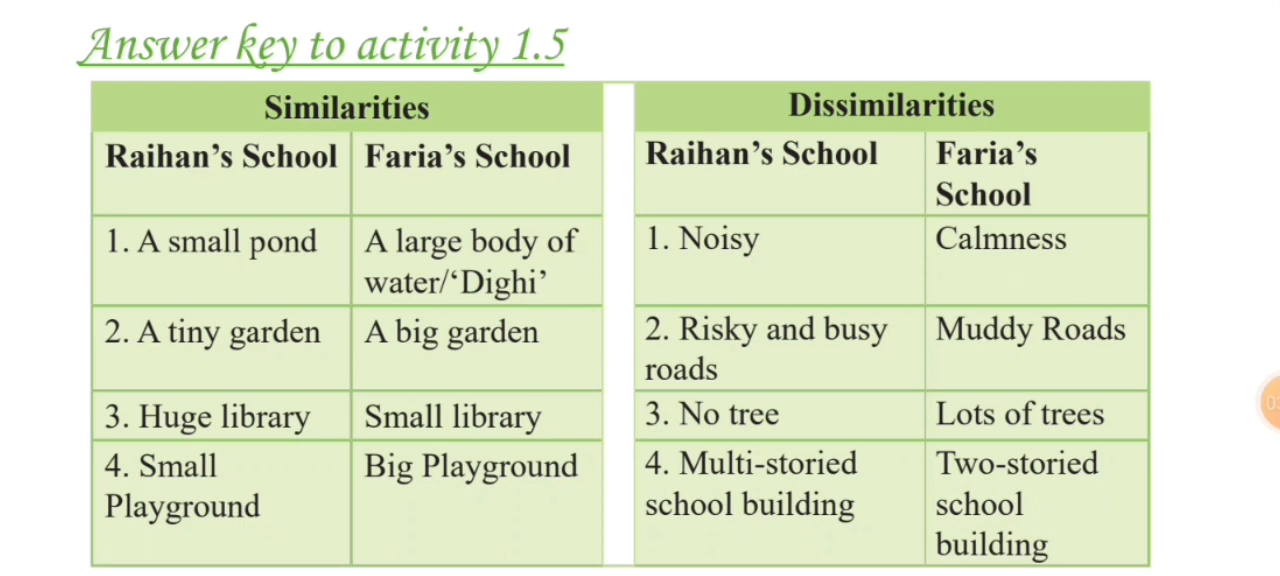 Answer key to activity 1.5
Similarities
Raihan’s School
Faria’s School
1. A small pond
A large body of
water/‘Dighi’
2. A tiny garden
A big garden
3. Huge library
Small library
4. Small
Playground
Big Playground
Dissimilarities
Raihan’s School
Faria’s
School
1. Noisy
Calmness
2. Risky and busy
roads
Muddy Roads
3. No tree
Lots of trees
4. Multi-storied
school building
Two-storied
school
building